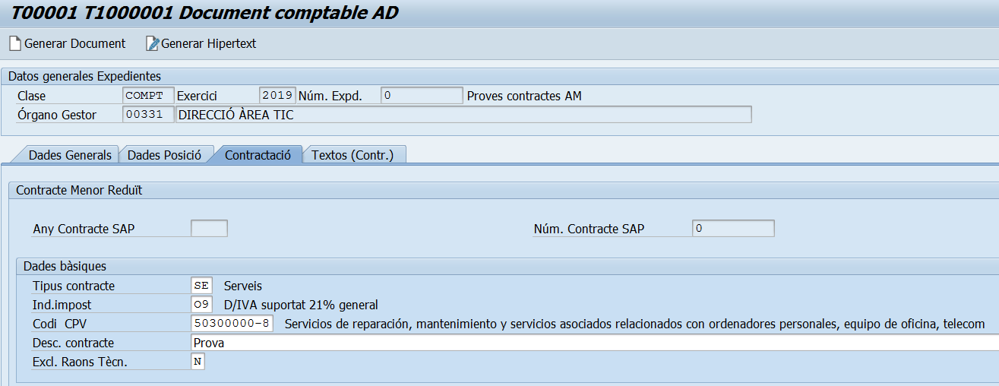 T00001 T1000001 Document comptable AD
Generar Document Generar Hipertext
Datos generales Expedientes
Clase COMPT Exercici 2019 Núm. Expd. 0 Proves contractes AM
Órgano Gestor 00331 DIRECCIÓ ÀREA TIC
Dades Generals Dades Posició Contractació Textos (Contr.)
Contracte Menor Reduït
Any Contracte SAP Núm. Contracte SAP 0
Dades bàsiques
Tipus contracte SE Serveis
Ind.impost O9 D/IVA suportat 21% general
Codi CPV 50300000-8 Servicios de reparación, mantenimiento y servicios asociados relacionados con ordenadores personales, equipo de oficina, telecom
Desc. contracte Prova
Excl. Raons Tècn. N